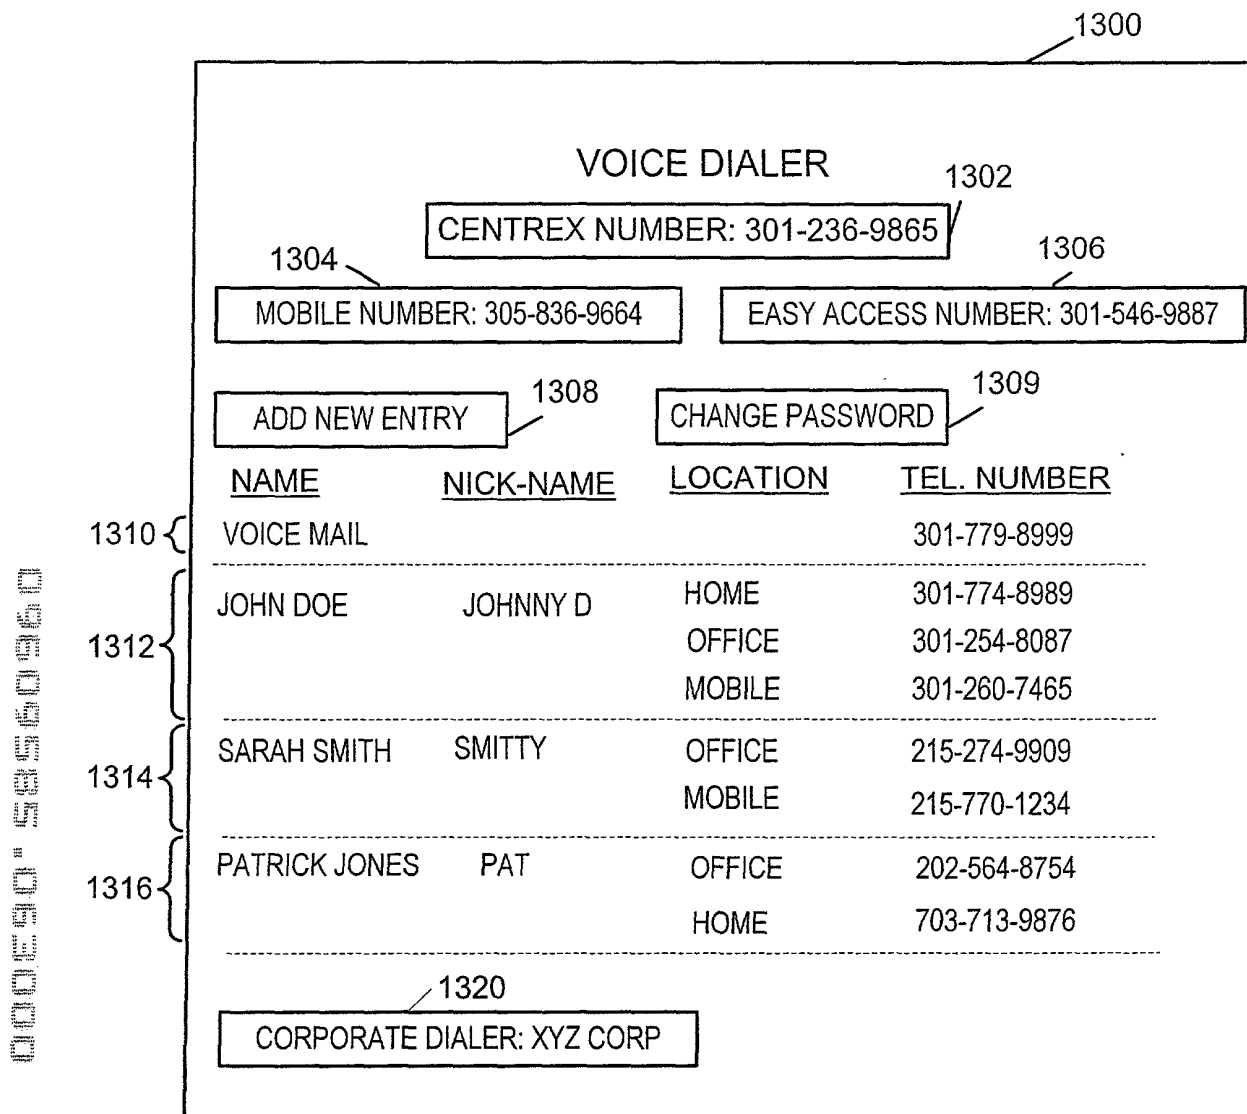 1300
VOICE DIALER
1302
CENTREX NUMBER: 301-236-9865
1304
1306
MOBILE NUMBER: 305-836-9664
EASY ACCESS NUMBER: 301-546-9887
1308
1309
ADD NEW ENTRY
CHANGE PASSWORD
NAME NICK-NAME LOCATION TEL. NUMBER
1310 VOICE MAIL 301-779-8999
1312 JOHN DOE JOHNNY D HOME 301-774-8989
OFFICE 301-254-8087
MOBILE 301-260-7465
1314 SARAH SMITH SMITTY OFFICE 215-274-9909
MOBILE 215-770-1234
1316 PATRICK JONES PAT OFFICE 202-564-8754
HOME 703-713-9876
1320
CORPORATE DIALER: XYZ CORP
09609585.063000